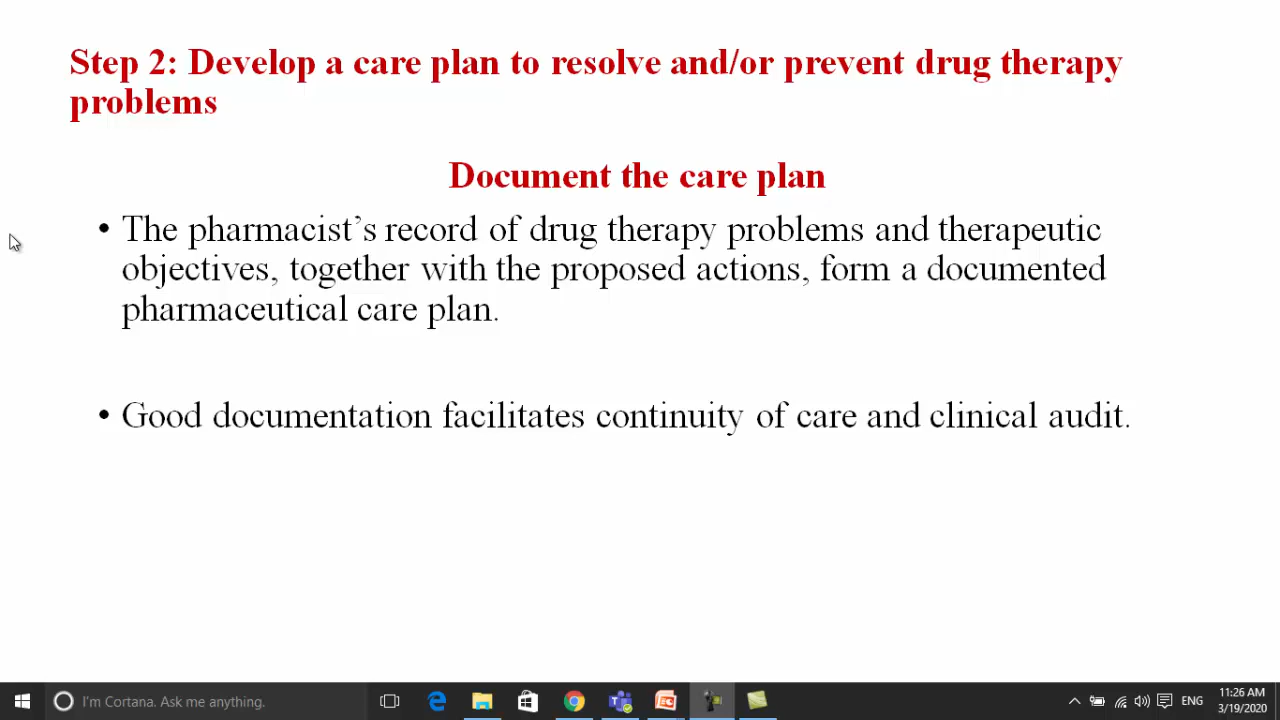 Step 2: Develop a care plan to resolve and/or prevent drug therapy
problems
Document the care plan
• The pharmacist’s record of drug therapy problems and therapeutic
objectives, together with the proposed actions, form a documented
pharmaceutical care plan.
• Good documentation facilitates continuity of care and clinical audit.
I'm Cortana. Ask me anything.
ENG
11:26 AM
3/19/2020